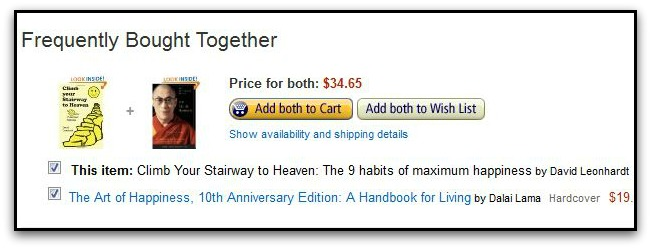 Frequently Bought Together
LOOK INSIDE!
LOOK INSIDE!
Climb
your
Stairway
to
Heaven
+
Price for both: $34.65
Add both to Cart
Add both to Wish List
Show availability and shipping details
This item: Climb Your Stairway to Heaven: The 9 habits of maximum happiness by David Leonhardt
The Art of Happiness, 10th Anniversary Edition: A Handbook for Living by Dalai Lama Hardcover $19.